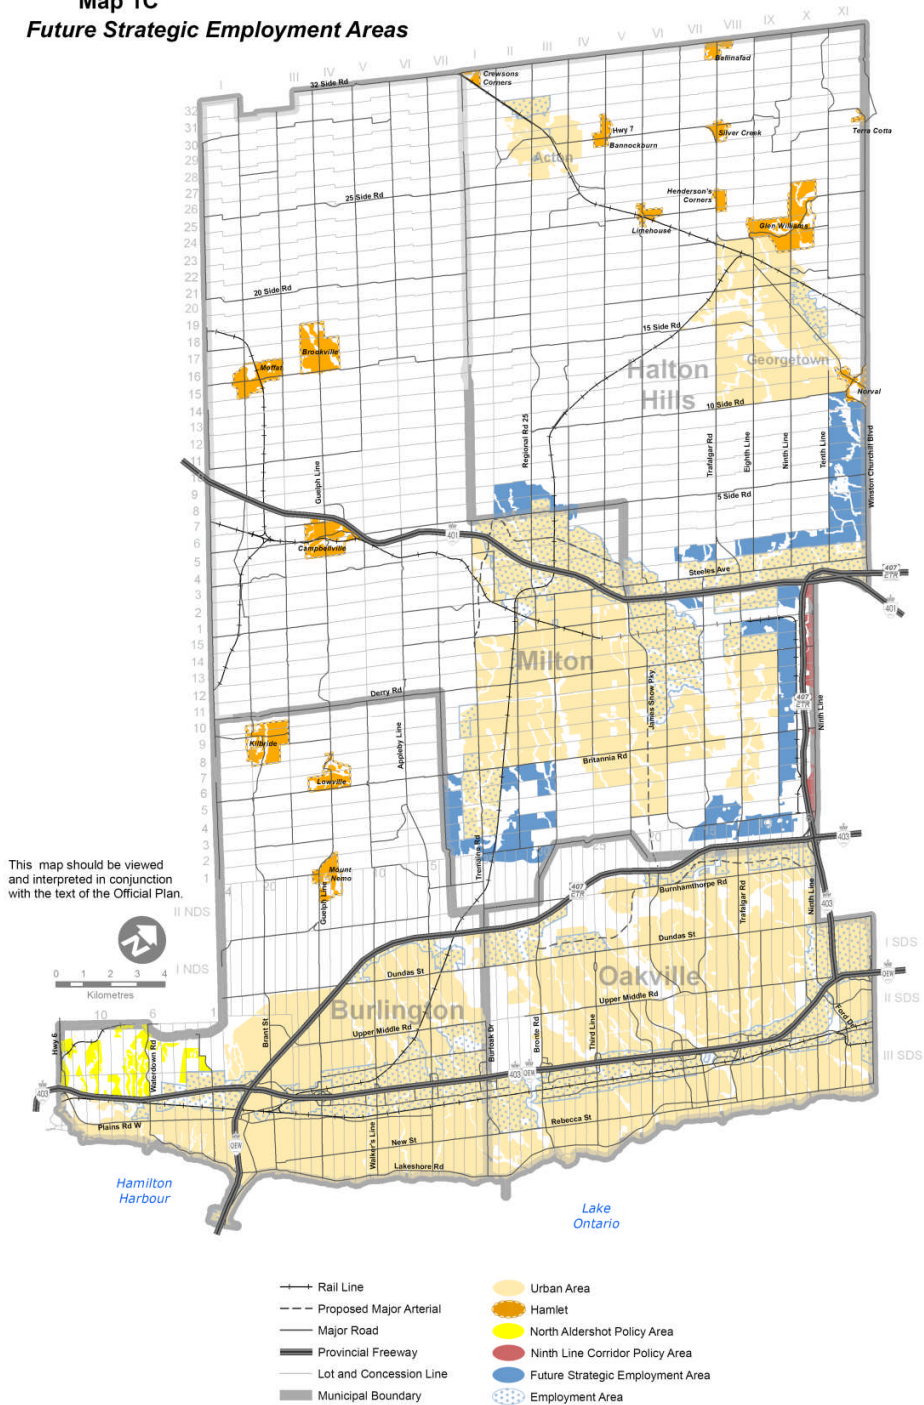 Map 1C
Future Strategic Employment Areas
I
III
IV
V
VI
VII
I
II
III
IV
V
VI
VII
VIII
IX
X
XI
32 Side Rd
Crewsons
Corners
Ballinafad
Hwy 7
Bannockburn
Silver Creek
Terra Cotta
Acton
25 Side Rd
Henderson's
Corners
Limehouse
Glen Williams
20 Side Rd
15 Side Rd
Brookville
Moffat
Halton
Hills
Georgetown
Norval
10 Side Rd
Regional Rd 25
Trafalgar Rd
Eighth Line
Ninth Line
Tenth Line
Winston Churchill Blvd
Guelph Line
5 Side Rd
Campbellville
401
Steeles Ave
407
ETR
401
Milton
Derry Rd
James Snow Pky
407
ETR
Ninth Line
Kilbride
Appleby Line
Lowville
Britannia Rd
Tremaine Rd
403
This map should be viewed
and interpreted in conjunction
with the text of the Official Plan.
Mount
Nemo
Guelph Line
407
ETR
Burnhamthorpe Rd
Trafalgar Rd
Ninth Line
403
II NDS
I NDS
0 1 2 3 4
Kilometres
Dundas St
Dundas St
Oakville
Burlington
Upper Middle Rd
Upper Middle Rd
I SDS
II SDS
III SDS
QEW
Ford Dr
Hwy 6
Waterdown Rd
Brant St
Burloak Dr
Bronte Rd
Third Line
403
QEW
403
Plains Rd W
QEW
Walker's Line
New St
Rebecca St
Lakeshore Rd
Hamilton
Harbour
Lake
Ontario
Rail Line
Proposed Major Arterial
Major Road
Provincial Freeway
Lot and Concession Line
Municipal Boundary
Urban Area
Hamlet
North Aldershot Policy Area
Ninth Line Corridor Policy Area
Future Strategic Employment Area
Employment Area